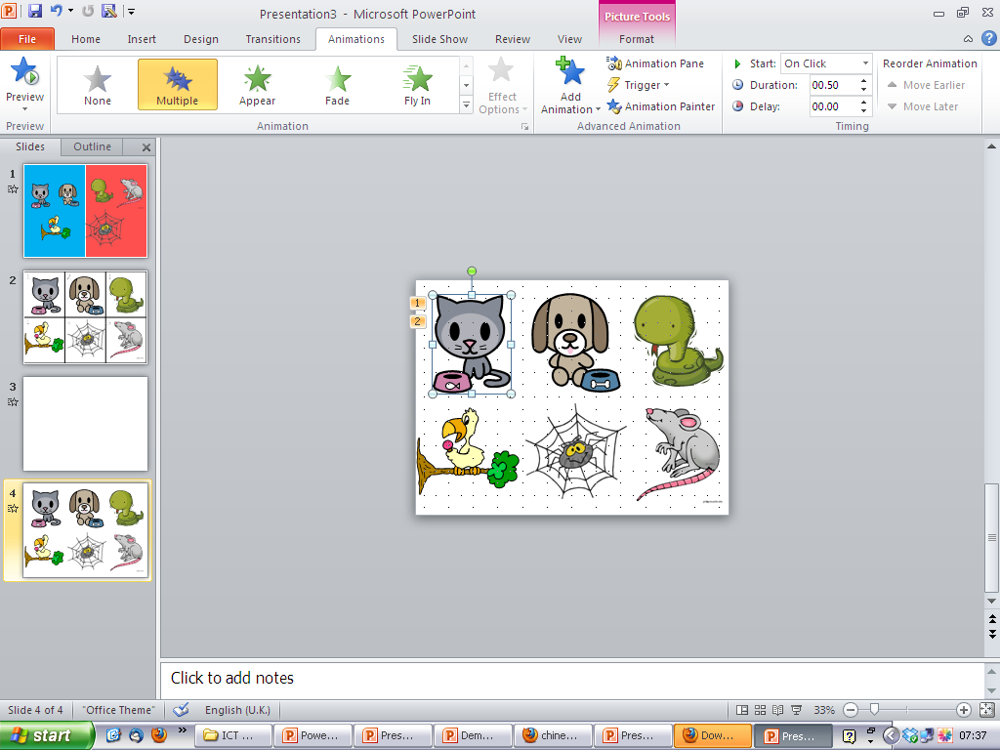 Presentation3 - Microsoft PowerPoint
Picture Tools
File Home Insert Design Transitions Animations Slide Show Review View Format
Preview
None
Multiple
Appear
Fade
Fly In
Effect Options
Add Animation
Animation Pane
Trigger
Animation Painter
Start: On Click
Duration: 00.50
Delay: 00.00
Reorder Animation
Move Earlier
Move Later
Preview Animation Advanced Animation Timing
Slides Outline
1
2
3
4
1
2
Click to add notes
Slide 4 of 4 "Office Theme" English (U.K.) 33%
start ICT ... Powe... Pres... Dem... chine... Pres... Dow... Pres... 07:37